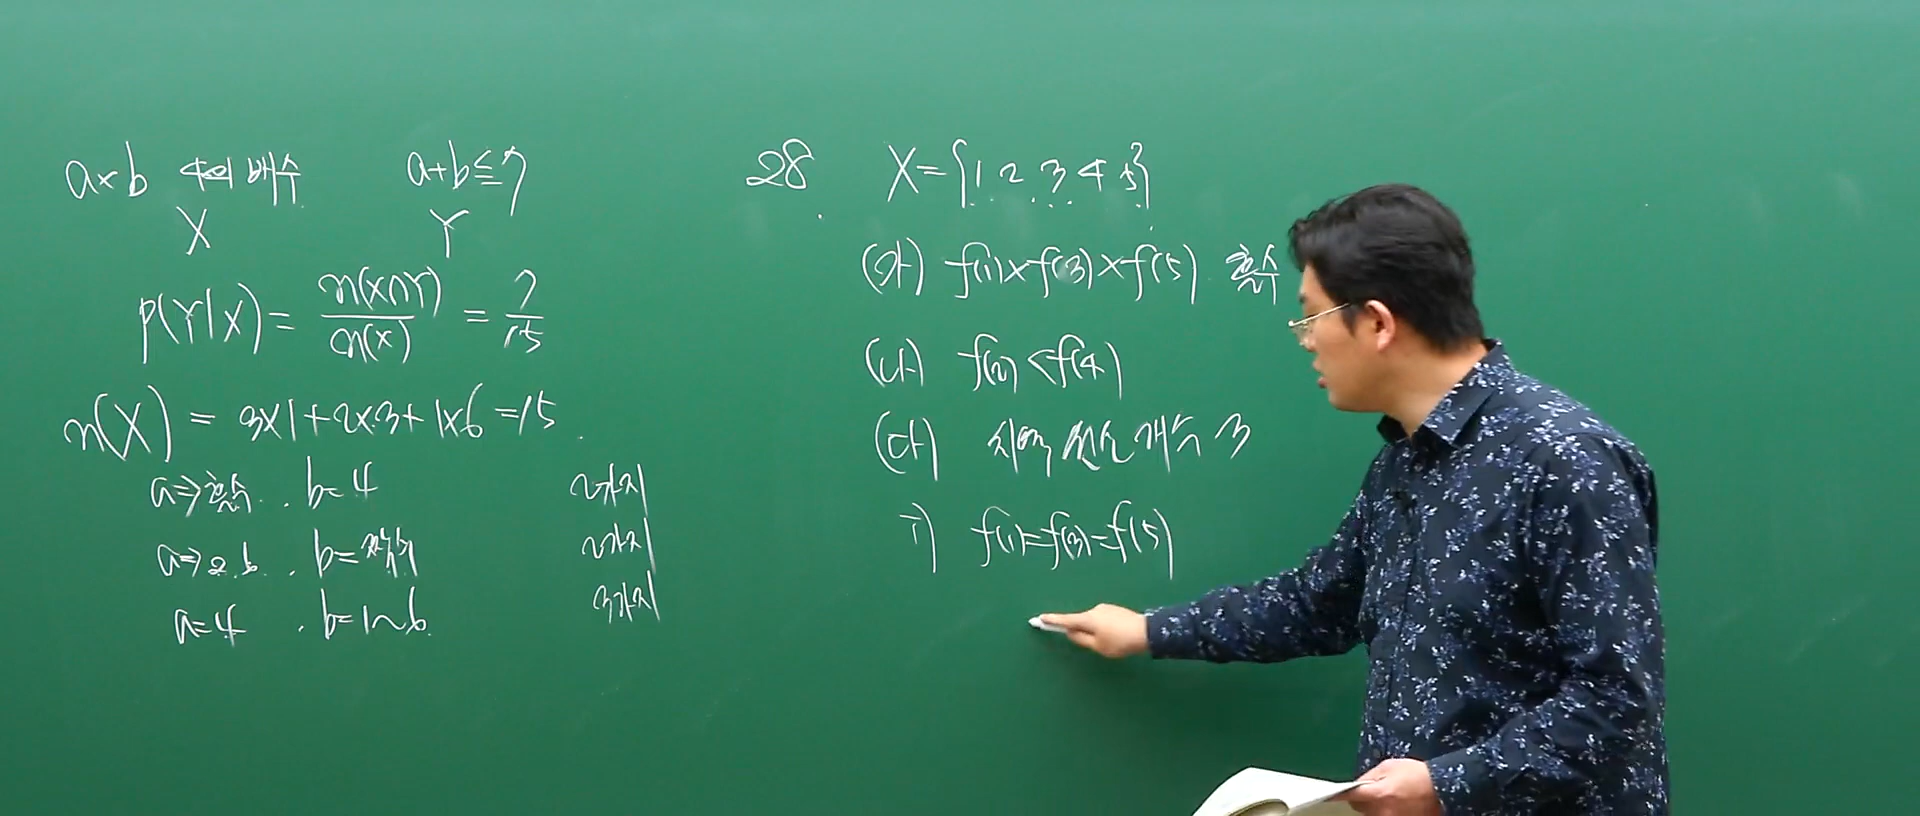 a×b 4의 배수 a+b≦7
X Y
P(Y|X)= n(X∩Y)/n(X) = 7/15
n(X) = 3×1+2×3+1×6=15.
a⇒홀수. b=4 2가지
a⇒2.6. b=짝수 2가지
a=4. b=1~6. 3가지
28. X={1 2 3 4 5}
(가) f(1)×f(3)×f(5). 홀수
(나) f(2)<f(4)
(다) 치역 원소 개수 3
i) f(1)=f(3)=f(5)